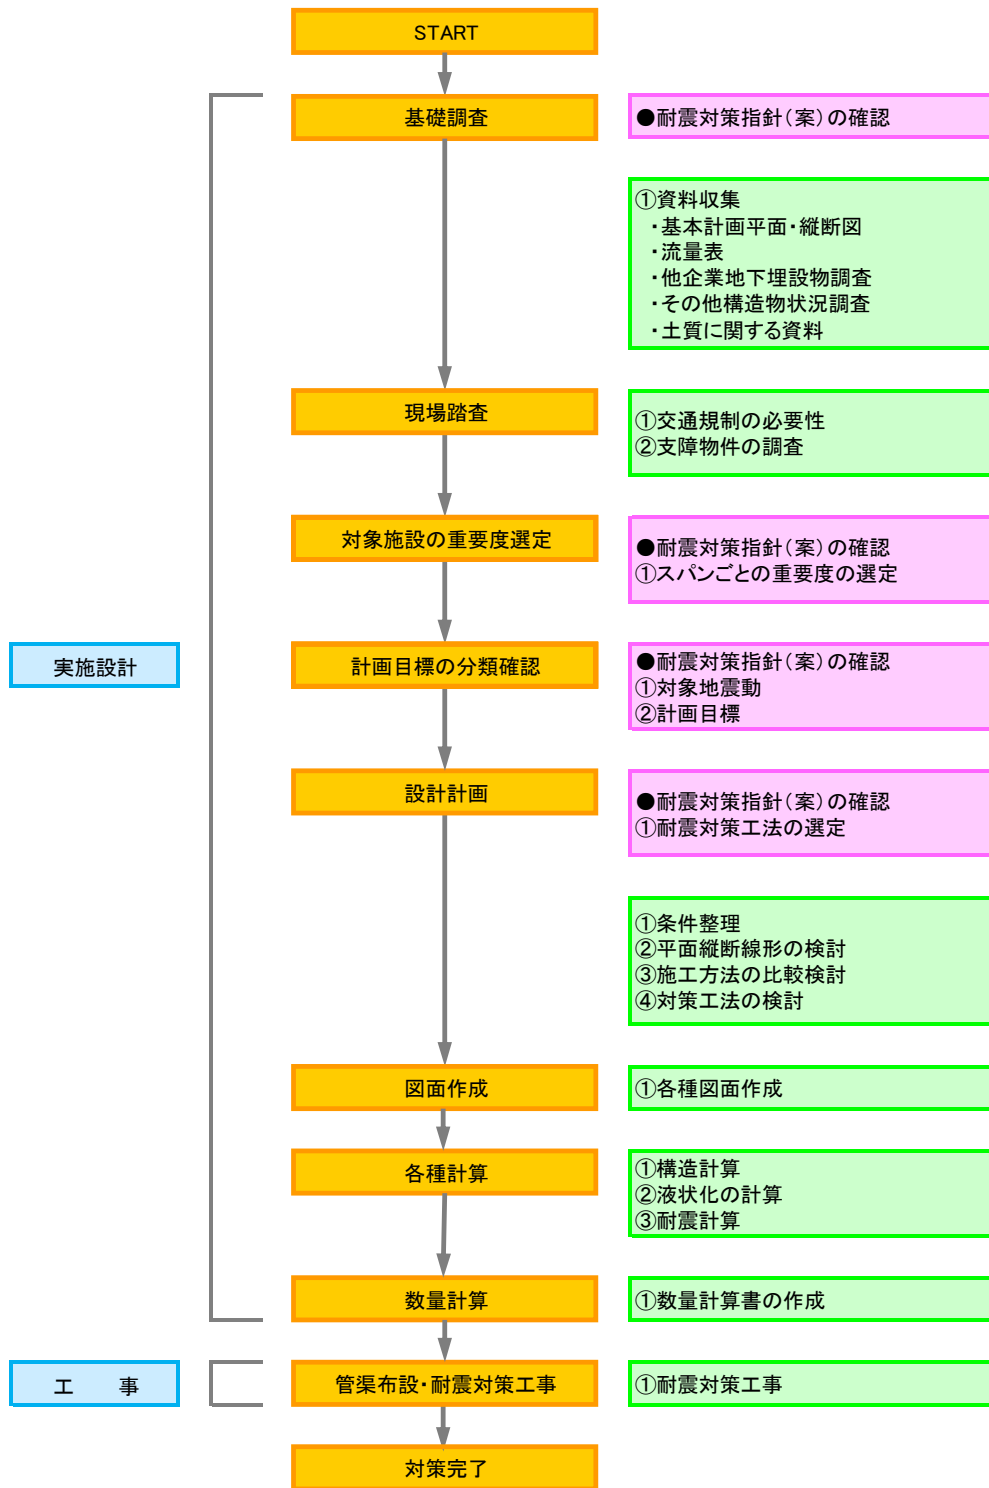 START
基礎調査
●耐震対策指針（案）の確認
①資料収集
・基本計画平面・縦断図
・流量表
・他企業地下埋設物調査
・その他構造物状況調査
・土質に関する資料
現場踏査
①交通規制の必要性
②支障物件の調査
対象施設の重要度選定
●耐震対策指針（案）の確認
①スパンごとの重要度の選定
実施設計
計画目標の分類確認
●耐震対策指針（案）の確認
①対象地震動
②計画目標
設計計画
●耐震対策指針（案）の確認
①耐震対策工法の選定
①条件整理
②平面縦断線形の検討
③施工方法の比較検討
④対策工法の検討
図面作成
①各種図面作成
各種計算
①構造計算
②液状化の計算
③耐震計算
数量計算
①数量計算書の作成
工　　事
管渠布設・耐震対策工事
①耐震対策工事
対策完了